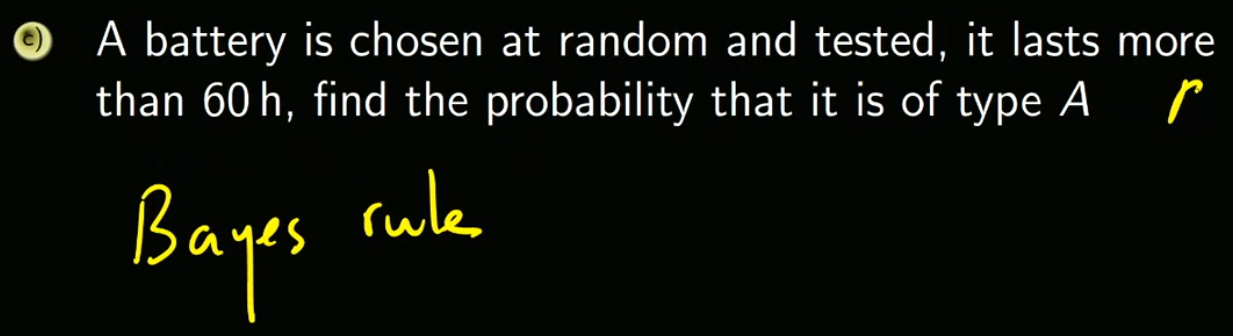 c) A battery is chosen at random and tested, it lasts more
than 60 h, find the probability that it is of type A
Bayes rule